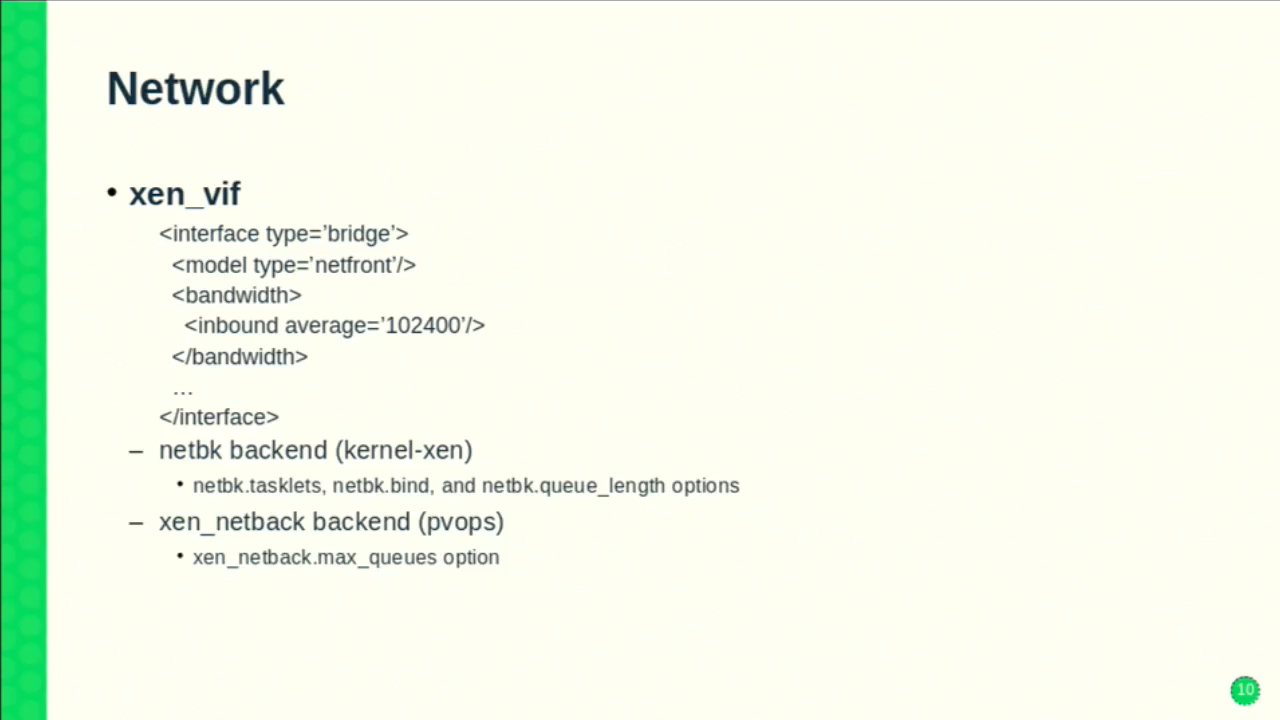 Network
• xen_vif
<interface type=’bridge’>
<model type=’netfront’/>
<bandwidth>
<inbound average=’102400’/>
</bandwidth>
…
</interface>
– netbk backend (kernel-xen)
• netbk.tasklets, netbk.bind, and netbk.queue_length options
– xen_netback backend (pvops)
• xen_netback.max_queues option
10